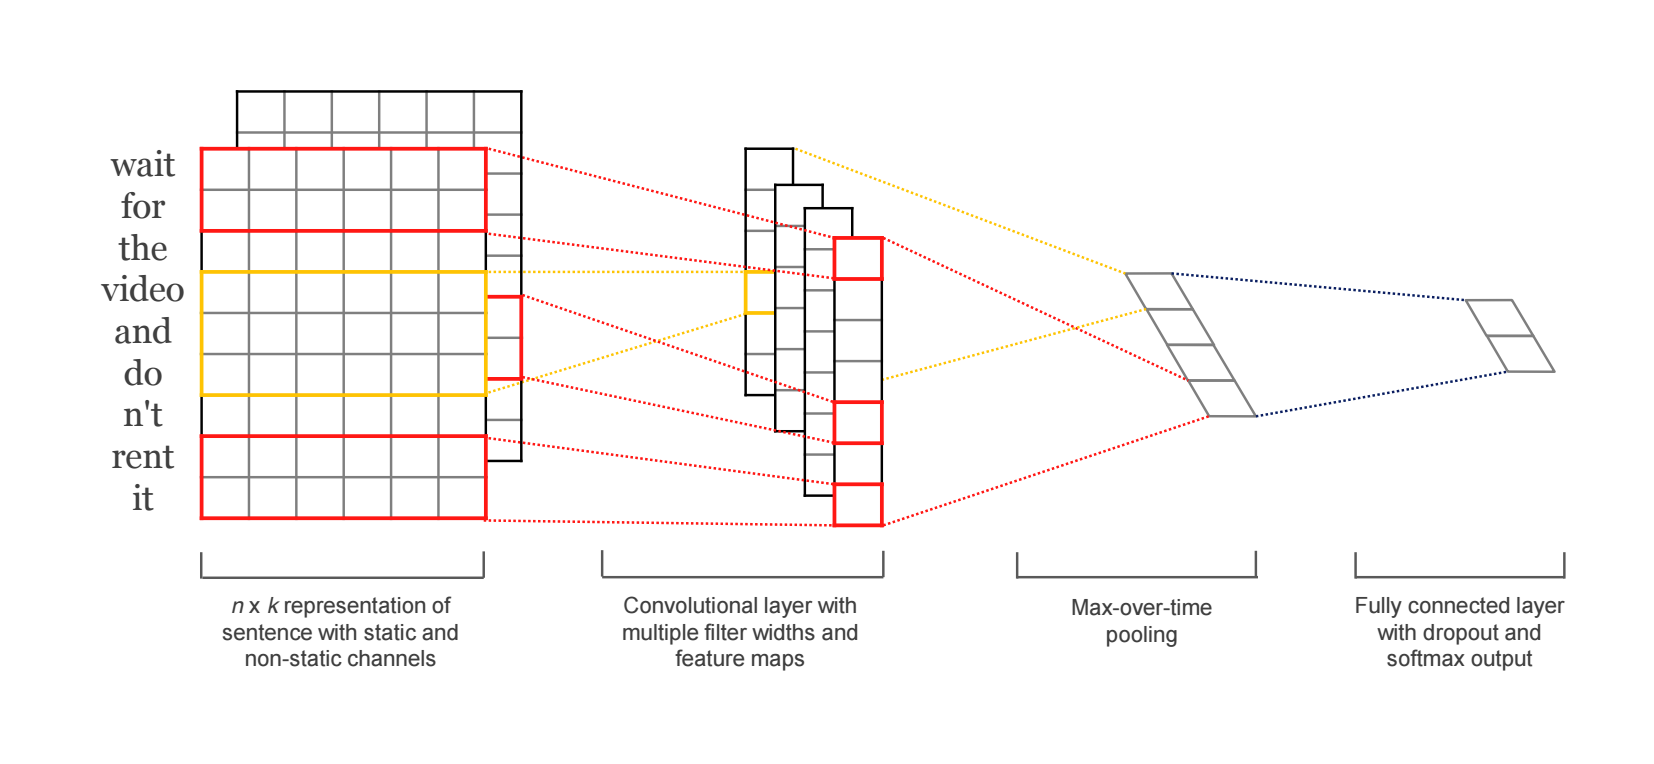 wait
for
the
video
and
do
n't
rent
it
n x k representation of
sentence with static and
non-static channels
Convolutional layer with
multiple filter widths and
feature maps
Max-over-time
pooling
Fully connected layer
with dropout and
softmax output